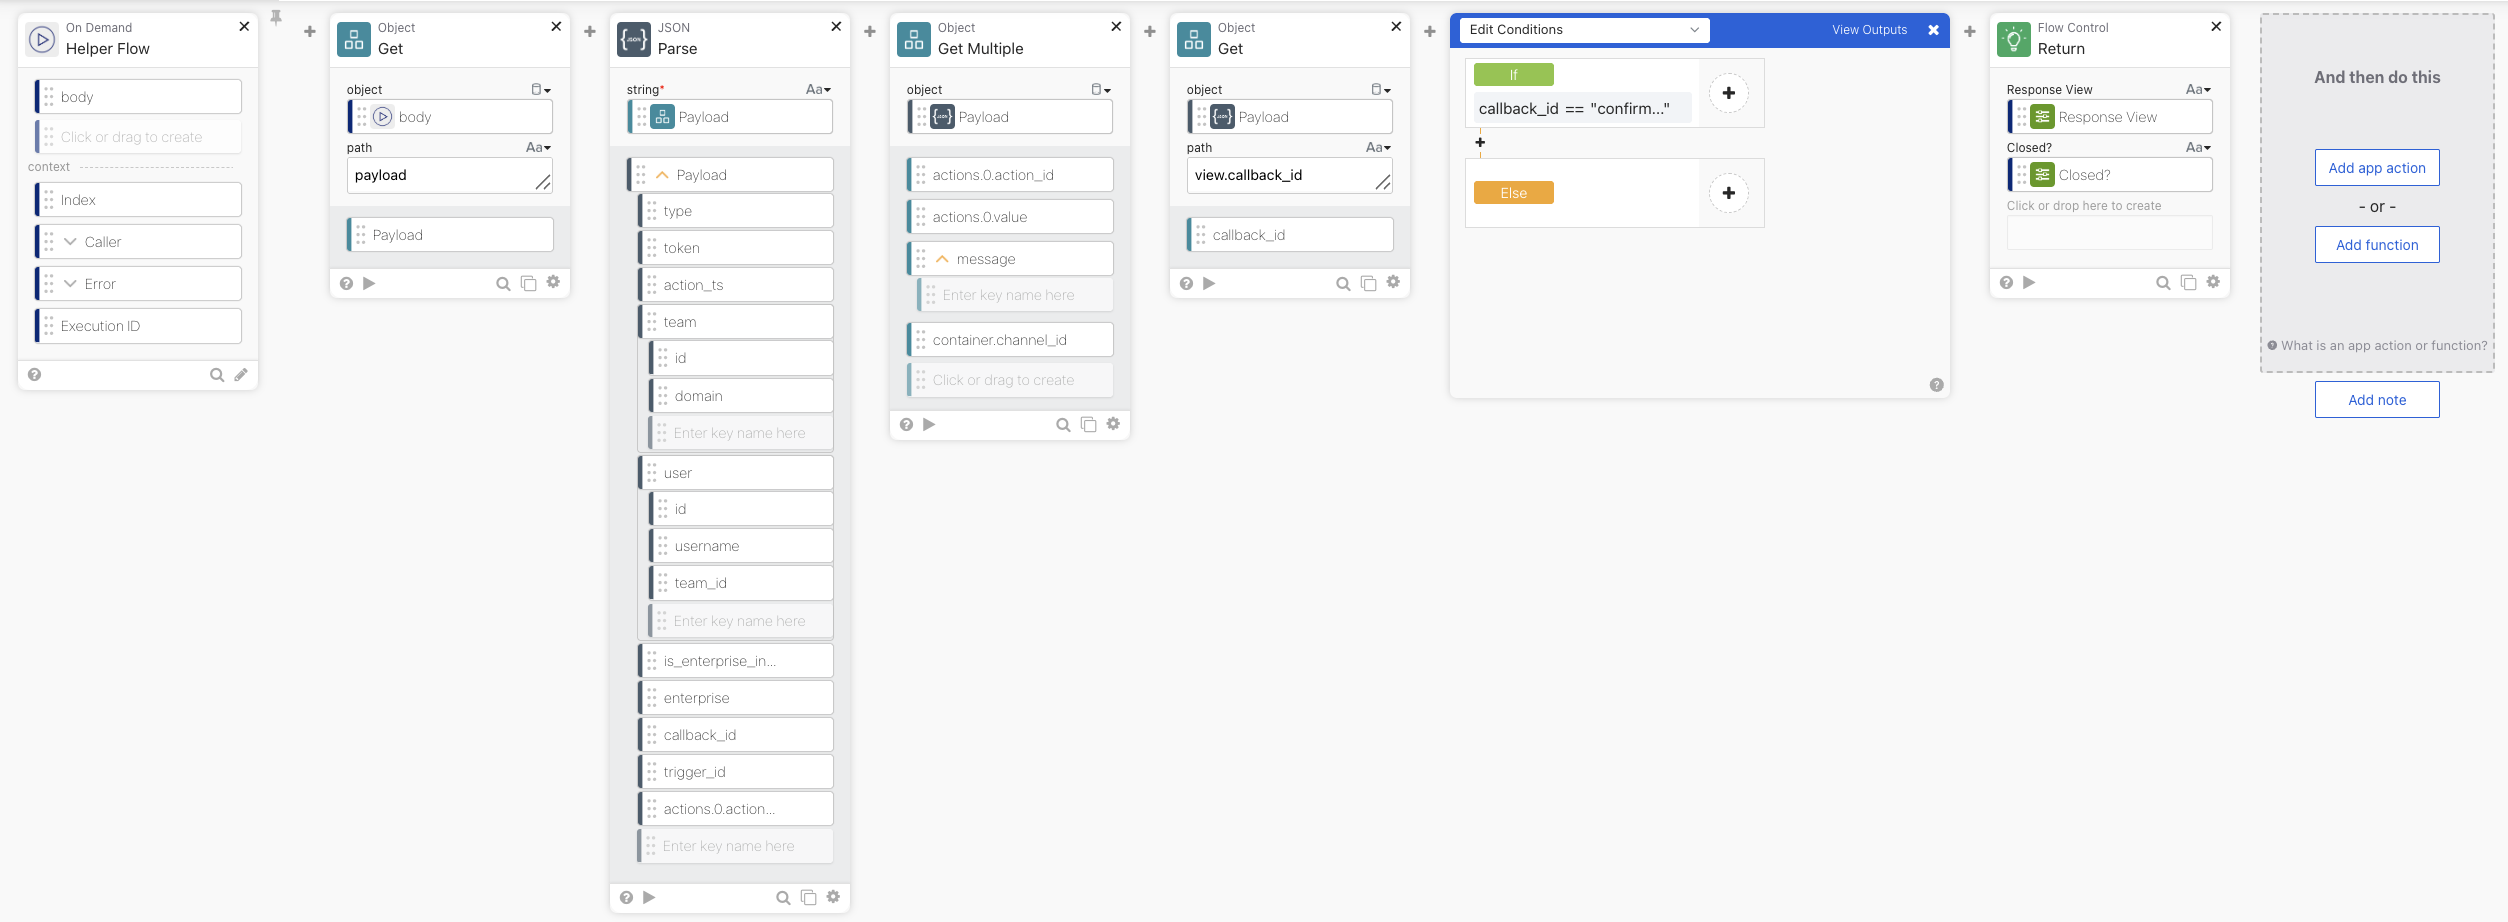 On Demand
Helper Flow
body
Click or drag to create
context
Index
Caller
Error
Execution ID
Object
Get
object
body
path
Aa
payload
Payload
JSON
Parse
string*
Aa
Payload
Payload
type
token
action_ts
team
id
domain
Enter key name here
user
id
username
team_id
Enter key name here
is_enterprise_in...
enterprise
callback_id
trigger_id
actions.0.action...
Enter key name here
Object
Get Multiple
object
Payload
actions.0.action_id
actions.0.value
message
Enter key name here
container.channel_id
Click or drag to create
Object
Get
object
Payload
path
Aa
view.callback_id
callback_id
Edit Conditions
View Outputs
If
callback_id == "confirm..."
Else
Flow Control
Return
Response View
Aa
Response View
Closed?
Aa
Closed?
Click or drop here to create
And then do this
Add app action
- or -
Add function
What is an app action or function?
Add note